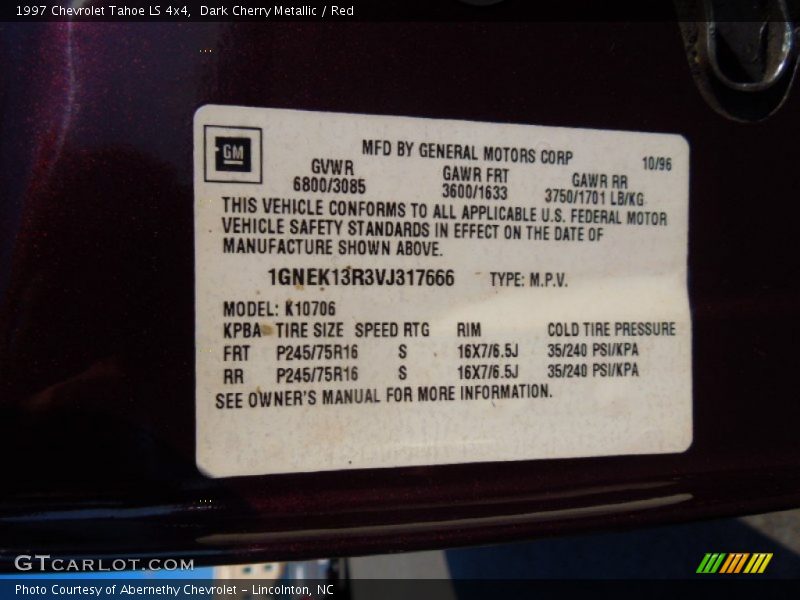 1997 Chevrolet Tahoe LS 4x4, Dark Cherry Metallic / Red
GM
MFD BY GENERAL MOTORS CORP 10/96
GVWR GAWR FRT GAWR RR
6800/3085 3600/1633 3750/1701 LB/KG
THIS VEHICLE CONFORMS TO ALL APPLICABLE U.S. FEDERAL MOTOR
VEHICLE SAFETY STANDARDS IN EFFECT ON THE DATE OF
MANUFACTURE SHOWN ABOVE.
1GNEK13R3VJ317666 TYPE: M.P.V.
MODEL: K10706
KPBA TIRE SIZE SPEED RTG RIM COLD TIRE PRESSURE
FRT P245/75R16 S 16X7/6.5J 35/240 PSI/KPA
RR P245/75R16 S 16X7/6.5J 35/240 PSI/KPA
SEE OWNER'S MANUAL FOR MORE INFORMATION.
GTCARLOT.COM
Photo Courtesy of Abernethy Chevrolet - Lincolnton, NC